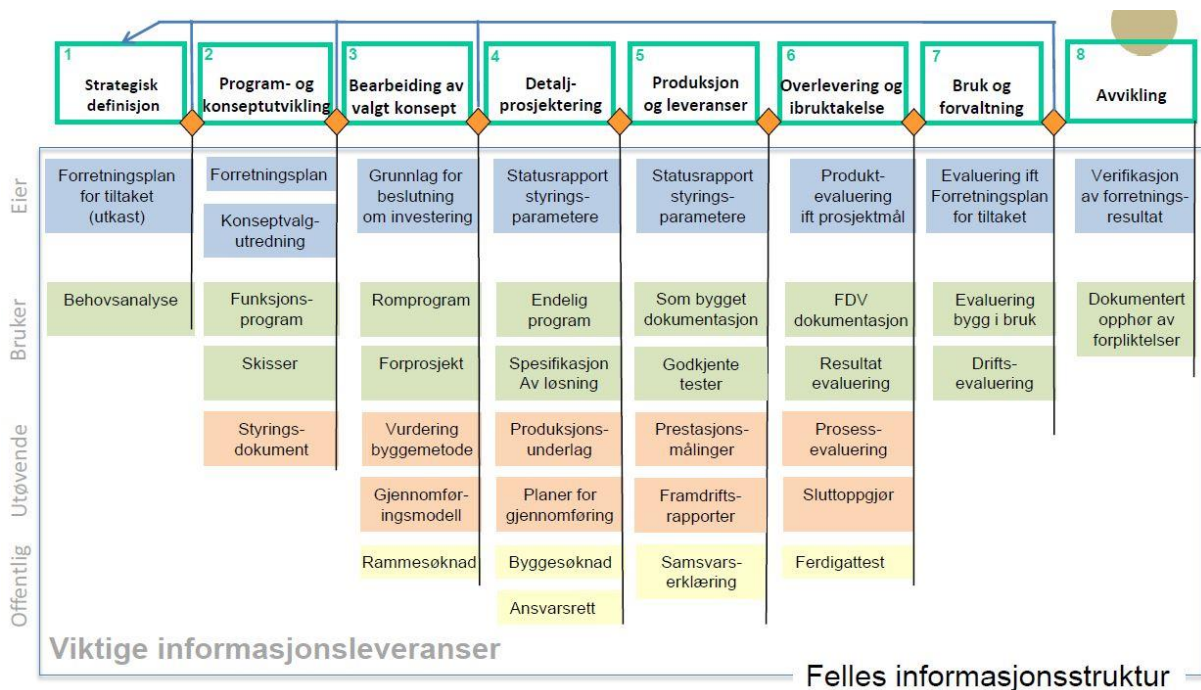 1
Strategisk
definisjon
2
Program- og
konseptutvikling
3
Bearbeiding av
valgt konsept
4
Detalj-
prosjektering
5
Produksjon
og leveranser
6
Overlevering og
ibruktakelse
7
Bruk og
forvaltning
8
Avvikling
Eier
Forretningsplan
for tiltaket
(utkast)
Forretningsplan
Konseptvalg-
utredning
Grunnlag for
beslutning
om investering
Statusrapport
styrings-
parametere
Statusrapport
styrings-
parametere
Produkt-
evaluering
ift prosjektmål
Evaluering ift
Forretningsplan
for tiltaket
Verifikasjon
av forretnings-
resultat
Bruker
Behovsanalyse
Funksjons-
program
Skisser
Romprogram
Forprosjekt
Endelig
program
Spesifikasjon
Av løsning
Som bygget
dokumentasjon
Godkjente
tester
FDV
dokumentasjon
Resultat
evaluering
Evaluering
bygg i bruk
Drifts-
evaluering
Dokumentert
opphør av
forpliktelser
Utøvende
Styrings-
dokument
Vurdering
byggemetode
Gjennomfør-
ingsmodell
Produksjons-
underlag
Planer for
gjennomføring
Prestasjons-
målinger
Framdrifts-
rapporter
Prosess-
evaluering
Sluttoppgjør
Offentlig
Rammesøknad
Byggesøknad
Ansvarsrett
Samsvars-
erklæring
Ferdigattest
Viktige informasjonsleveranser
Felles informasjonsstruktur